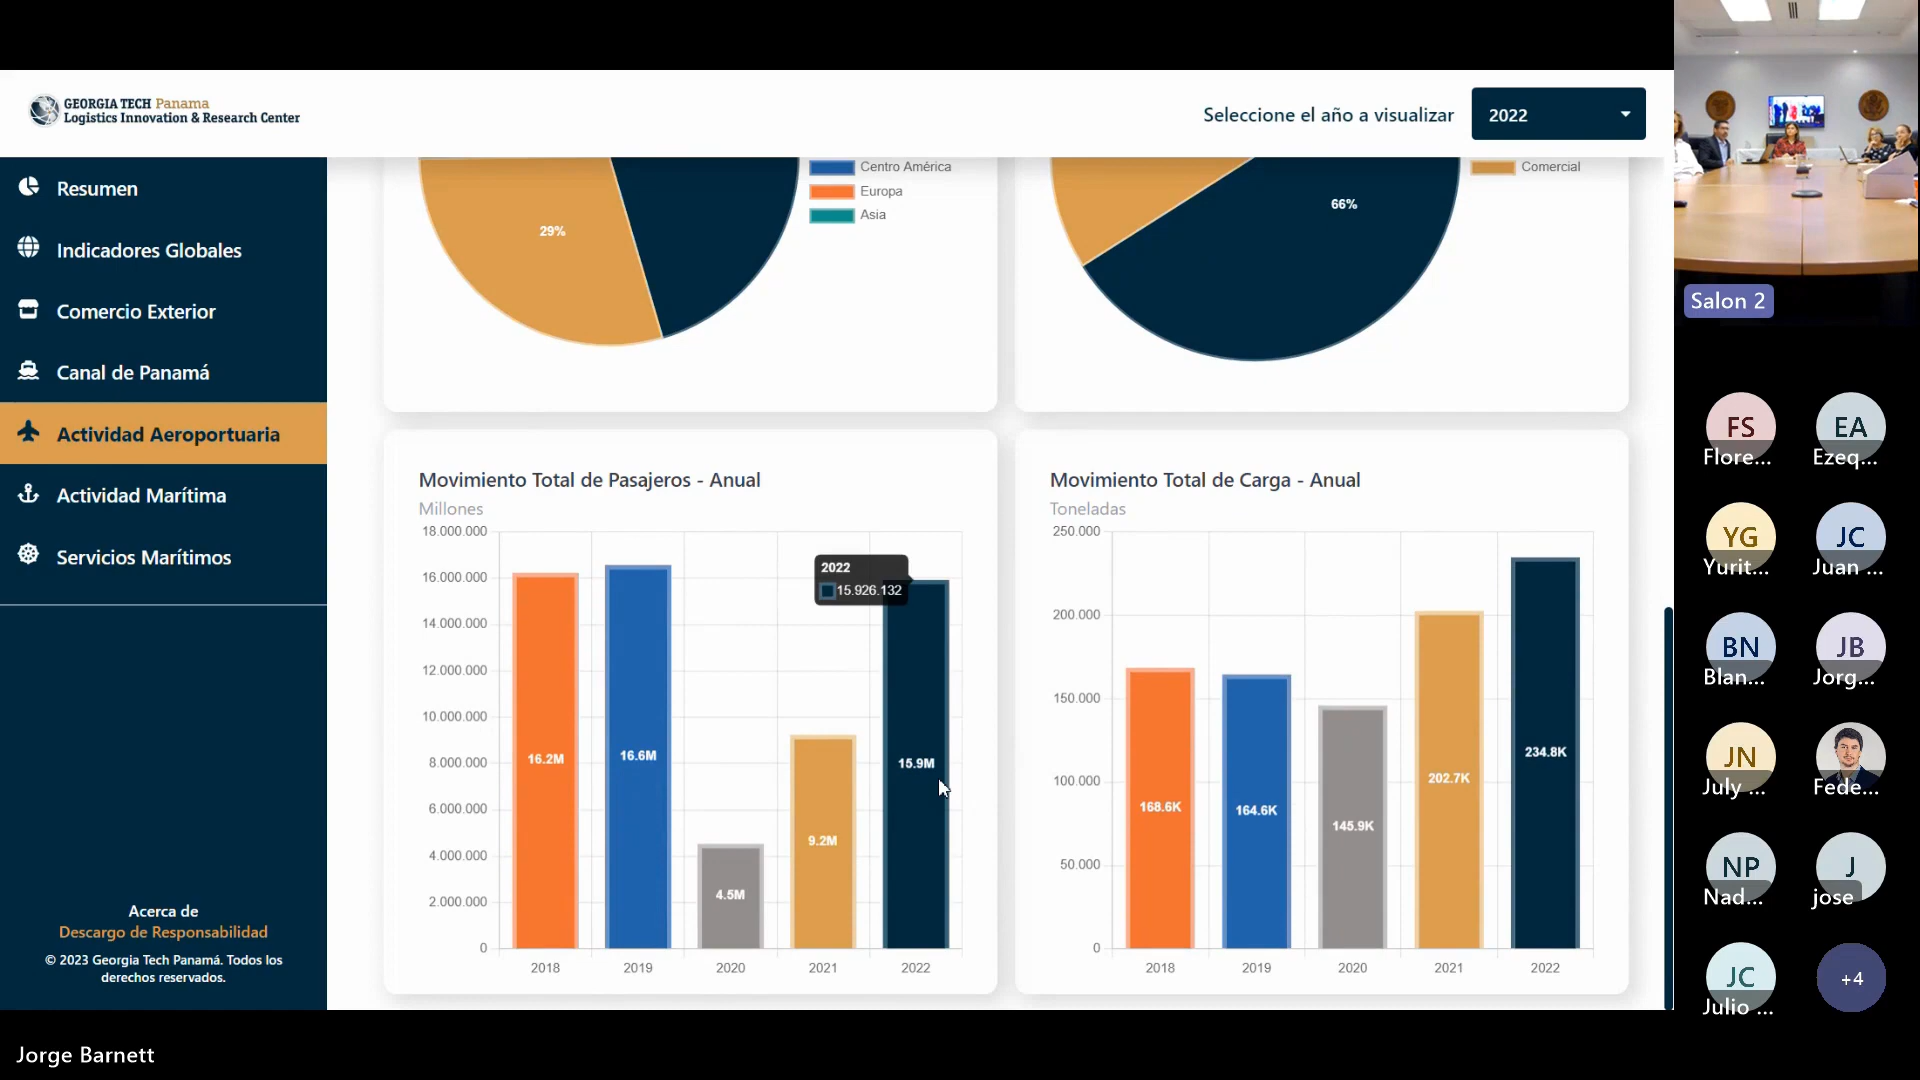 GEORGIA TECH Panama
Logistics Innovation & Research Center
Seleccione el año a visualizar
2022
Resumen
Indicadores Globales
Comercio Exterior
Canal de Panamá
Actividad Aeroportuaria
Actividad Marítima
Servicios Marítimos
Acerca de
Descargo de Responsabilidad
© 2023 Georgia Tech Panamá. Todos los
derechos reservados.
29%
Centro América
Europa
Asia
66%
Comercial
Movimiento Total de Pasajeros - Anual
Millones
18.000.000
16.000.000
14.000.000
12.000.000
10.000.000
8.000.000
6.000.000
4.000.000
2.000.000
0
16.2M
16.6M
4.5M
9.2M
15.9M
2022
15.926.132
2018
2019
2020
2021
2022
Movimiento Total de Carga - Anual
Toneladas
250.000
200.000
150.000
100.000
50.000
0
168.6K
164.6K
145.9K
202.7K
234.8K
2018
2019
2020
2021
2022
Salon 2
FS
Flore...
EA
Ezeq...
YG
Yurit...
JC
Juan ...
BN
Blan...
JB
Jorg...
JN
July ...
Fede...
NP
Nad...
J
jose
JC
Julio ...
+4
Jorge Barnett